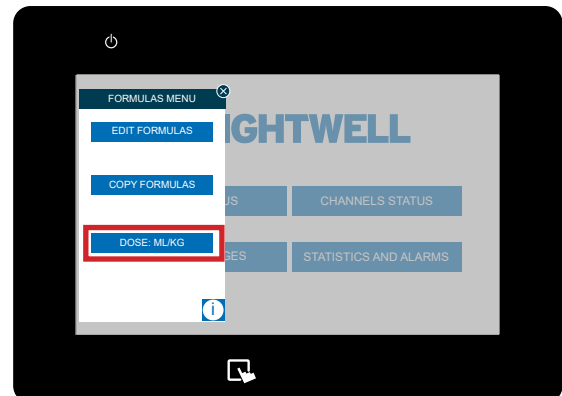 FORMULAS MENU
EDIT FORMULAS
COPY FORMULAS
DOSE: ML/KG
i
IGHTWELL
US
CHANNELS STATUS
GES
STATISTICS AND ALARMS